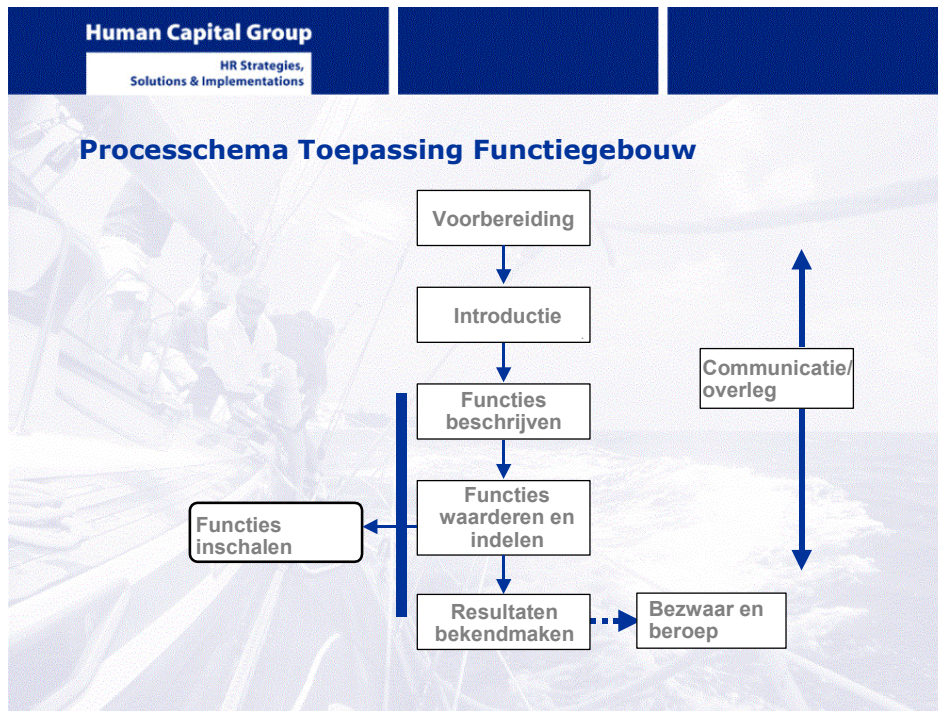 Human Capital Group
HR Strategies,
Solutions & Implementations
Processchema Toepassing Functiegebouw
Voorbereiding
Introductie
Communicatie/
overleg
Functies
beschrijven
Functies
waarderen en
indelen
Functies
inschalen
Resultaten
bekendmaken
Bezwaar en
beroep